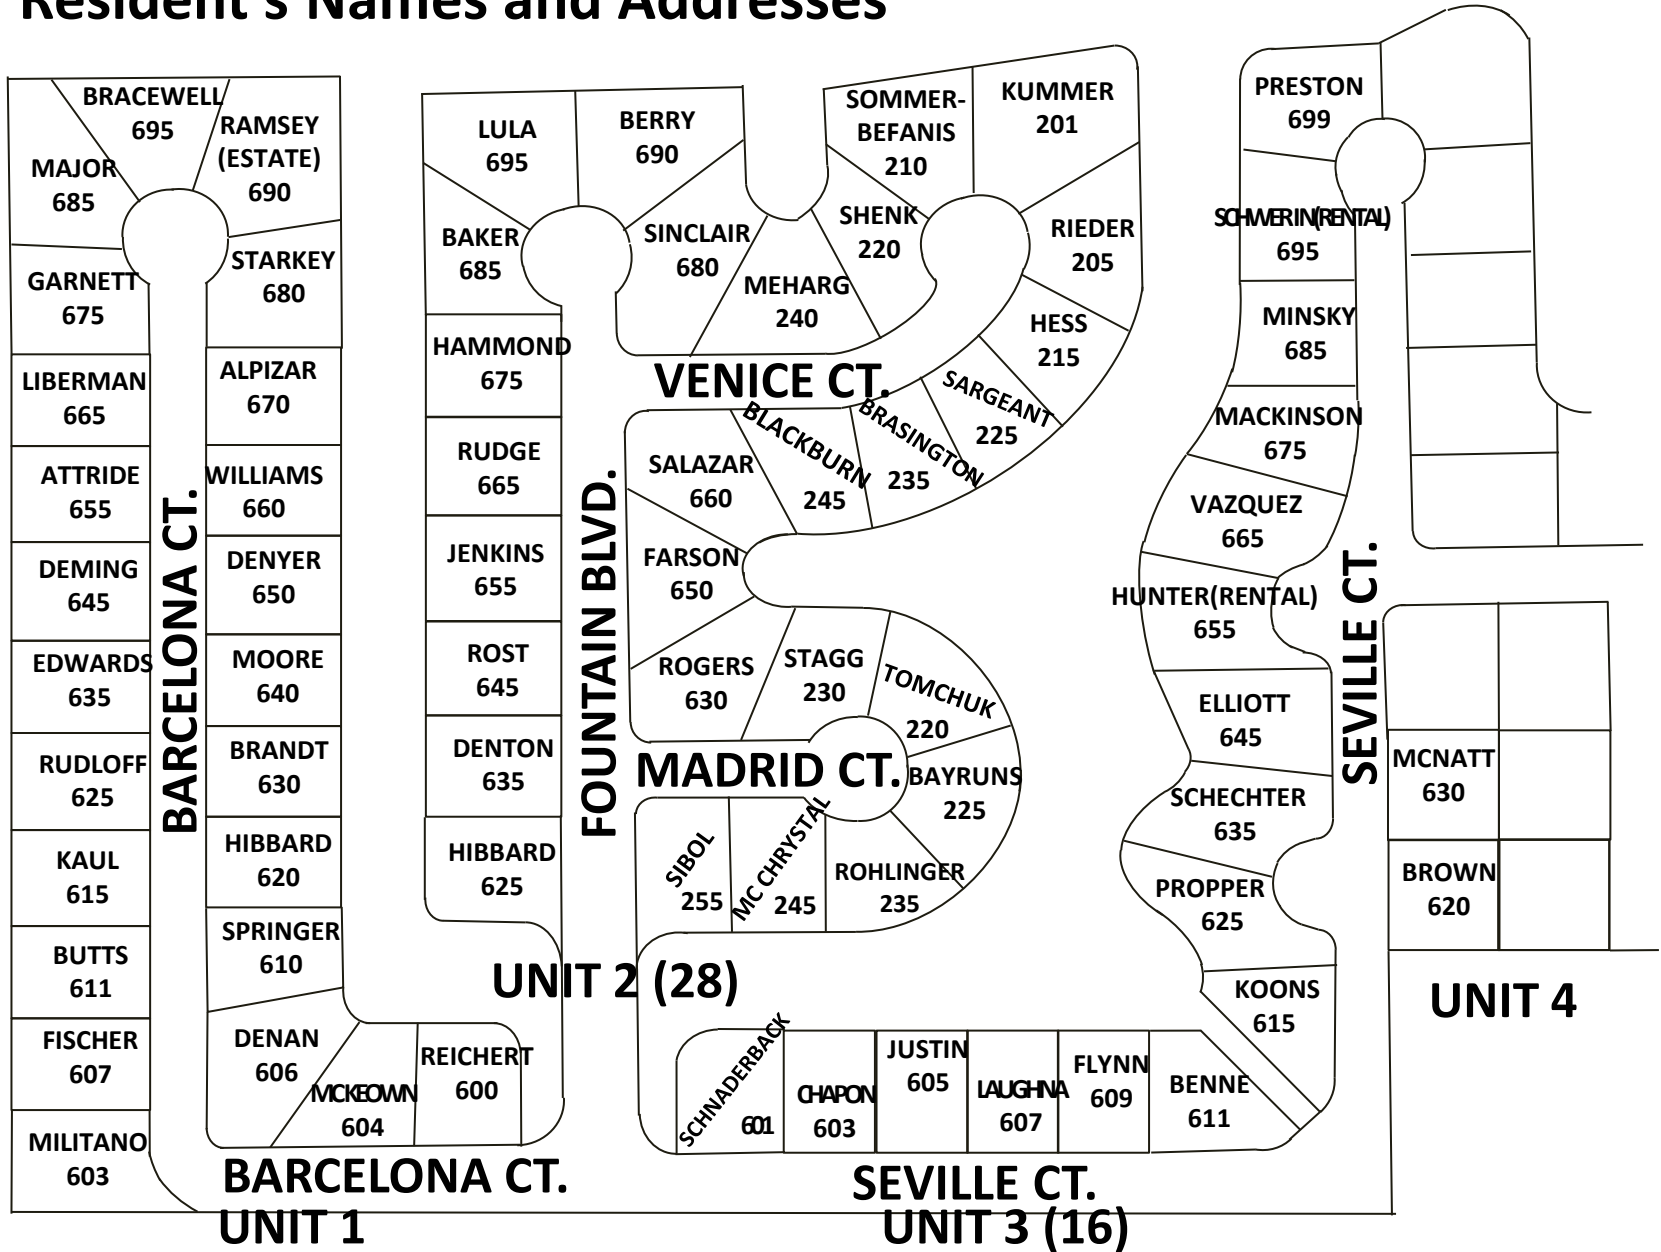 Resident's Names and Addresses
BRACEWELL
695
RAMSEY
(ESTATE)
690
MAJOR
685
GARNETT
675
STARKEY
680
LIBERMAN
665
ALPIZAR
670
ATTRIDE
655
WILLIAMS
660
DEMING
645
DENYER
650
EDWARDS
635
MOORE
640
RUDLOFF
625
BRANDT
630
KAUL
615
HIBBARD
620
BUTTS
611
SPRINGER
610
FISCHER
607
DENAN
606
MCKEOWN
604
REICHERT
600
MILITANO
603
BARCELONA CT.
BARCELONA CT.
UNIT 1
LULA
695
BERRY
690
BAKER
685
SINCLAIR
680
HAMMOND
675
RUDGE
665
JENKINS
655
ROST
645
DENTON
635
HIBBARD
625
FOUNTAIN BLVD.
SOMMER-
BEFANIS
210
KUMMER
201
SHENK
220
RIEDER
205
MEHARG
240
HESS
215
VENICE CT.
SARGEANT
225
BRASINGTON
235
BLACKBURN
245
SALAZAR
660
FARSON
650
ROGERS
630
STAGG
230
TOMCHUK
220
MADRID CT.
BAYRUNS
225
SIBOL
255
MC CHRYSTAL
245
ROHLINGER
235
UNIT 2 (28)
PRESTON
699
SCHWERIN(RENTAL)
695
MINSKY
685
MACKINSON
675
VAZQUEZ
665
HUNTER(RENTAL)
655
ELLIOTT
645
SCHECHTER
635
PROPPER
625
KOONS
615
SEVILLE CT.
SCHNADERBACK
601
CHAPON
603
JUSTIN
605
LAUGHNA
607
FLYNN
609
BENNE
611
SEVILLE CT.
UNIT 3 (16)
MCNATT
630
BROWN
620
UNIT 4